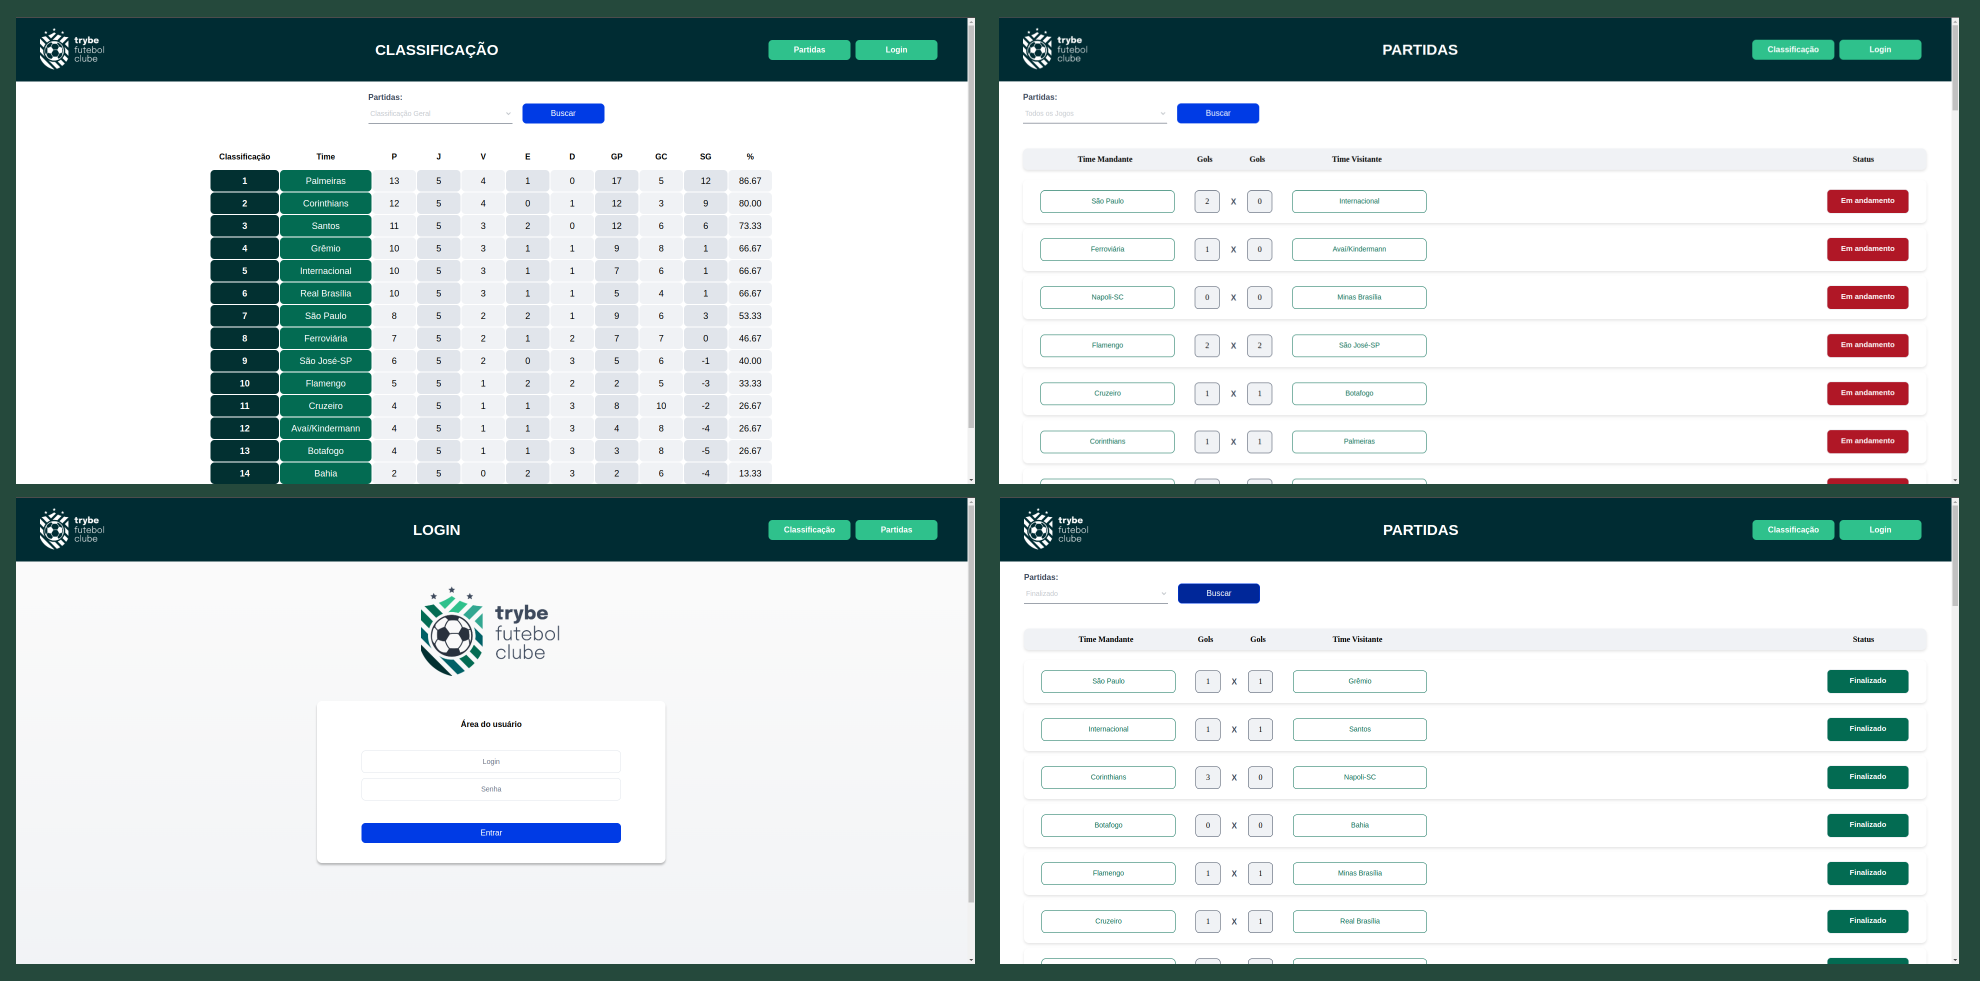 trybe
futebol
clube
CLASSIFICAÇÃO
Partidas Login
Partidas:
Classificação Geral Buscar
Classificação Time P J V E D GP GC SG %
1 Palmeiras 13 5 4 1 0 17 5 12 86.67
2 Corinthians 12 5 4 0 1 12 3 9 80.00
3 Santos 11 5 3 2 0 12 6 6 73.33
4 Grêmio 10 5 3 1 1 9 8 1 66.67
5 Internacional 10 5 3 1 1 7 6 1 66.67
6 Real Brasília 10 5 3 1 1 5 4 1 66.67
7 São Paulo 8 5 2 2 1 9 6 3 53.33
8 Ferroviária 7 5 2 1 2 7 7 0 46.67
9 São José-SP 6 5 2 0 3 5 6 -1 40.00
10 Flamengo 5 5 1 2 2 2 5 -3 33.33
11 Cruzeiro 4 5 1 1 3 8 10 -2 26.67
12 Avaí/Kindermann 4 5 1 1 3 4 8 -4 26.67
13 Botafogo 4 5 1 1 3 3 8 -5 26.67
14 Bahia 2 5 0 2 3 2 6 -4 13.33
trybe
futebol
clube
PARTIDAS
Classificação Login
Partidas:
Todos os Jogos Buscar
Time Mandante Gols Gols Time Visitante Status
São Paulo 2 X 0 Internacional Em andamento
Ferroviária 1 X 0 Avaí/Kindermann Em andamento
Napoli-SC 0 X 0 Minas Brasília Em andamento
Flamengo 2 X 2 São José-SP Em andamento
Cruzeiro 1 X 1 Botafogo Em andamento
Corinthians 1 X 1 Palmeiras Em andamento
trybe
futebol
clube
LOGIN
Classificação Partidas
trybe
futebol
clube
Área do usuário
Login
Senha
Entrar
trybe
futebol
clube
PARTIDAS
Classificação Login
Partidas:
Finalizado Buscar
Time Mandante Gols Gols Time Visitante Status
São Paulo 1 X 1 Grêmio Finalizado
Internacional 1 X 1 Santos Finalizado
Corinthians 3 X 0 Napoli-SC Finalizado
Botafogo 0 X 0 Bahia Finalizado
Flamengo 1 X 1 Minas Brasília Finalizado
Cruzeiro 1 X 1 Real Brasília Finalizado